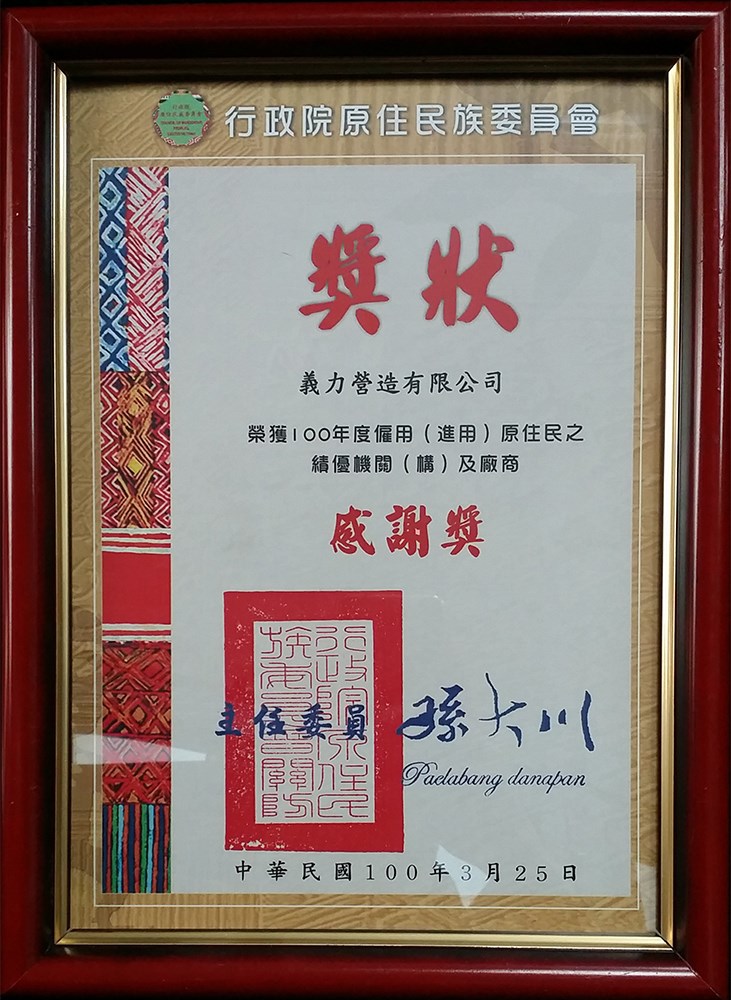 行政院原住民族委員會
獎狀
義力營造有限公司
榮獲100年度僱用（進用）原住民之
績優機關（構）及廠商
感謝獎
行政院原住民
族委員會關防
主任委員 孫大川
Paelabang danapan
中華民國100年3月25日